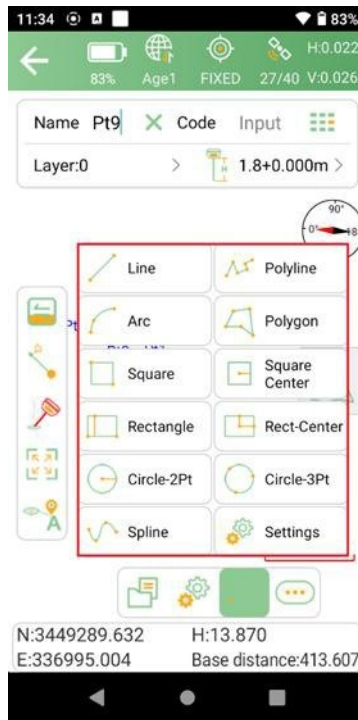 11:34 83%
H:0.022
83% Age1 FIXED 27/40 V:0.026
Name Pt9 Code Input
Layer:0 1.8+0.000m
90°
0°
Line Polyline
Arc Polygon
Square Square Center
Rectangle Rect-Center
Circle-2Pt Circle-3Pt
Spline Settings
N:3449289.632 H:13.870
E:336995.004 Base distance:413.607